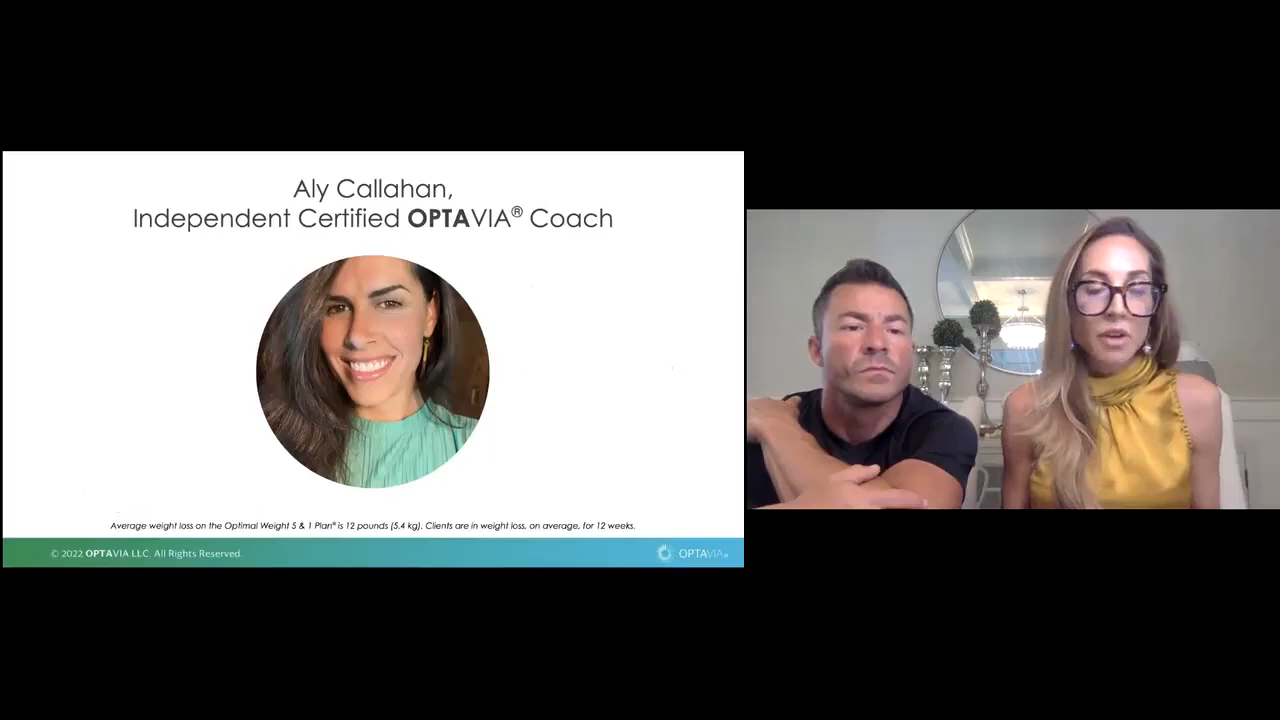 Aly Callahan,
Independent Certified OPTAVIA® Coach
Average weight loss on the Optimal Weight 5 & 1 Plan® is 12 pounds (5.4 kg). Clients are in weight loss, on average, for 12 weeks.
© 2022 OPTAVIA LLC. All Rights Reserved.
OPTAVIA®